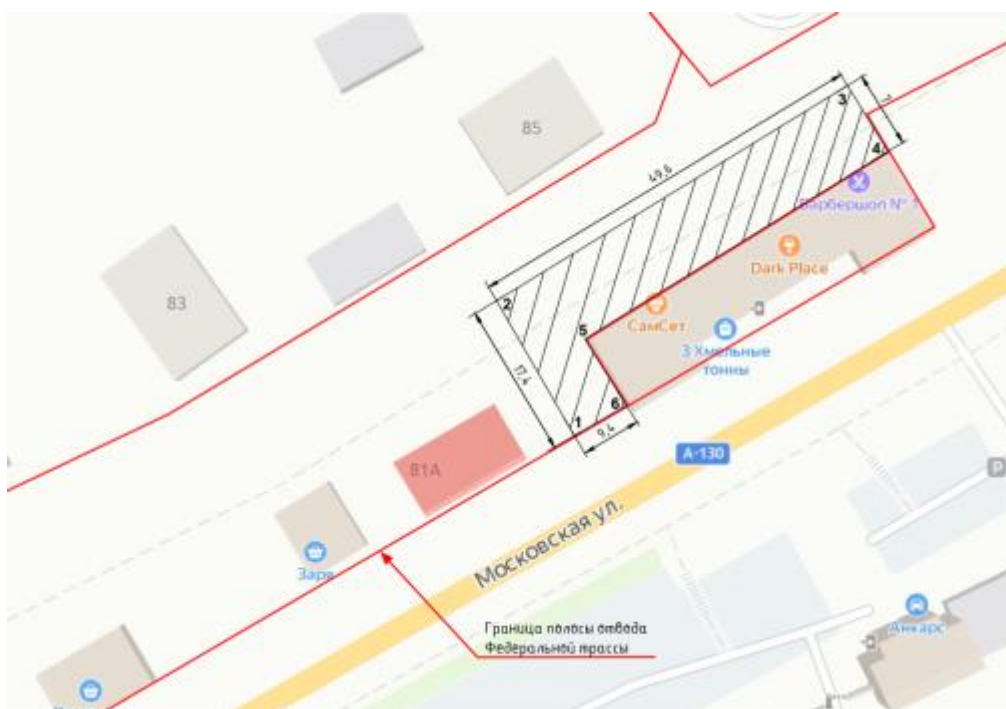 85
3
7
4
49,6
Барбершоп № 1
2
Dark Place
83
СамСет
5
3 Хмельные
тонны
17,4
6
1
9,4
81А
А-130
P
Московская ул.
Заря
Граница полосы отвода
Федеральной трассы
Анкарс